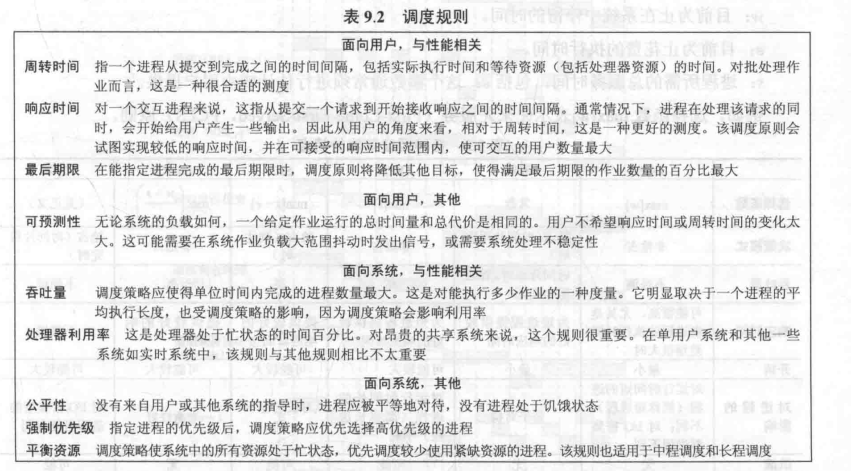 表 9.2 调度规则
面向用户，与性能相关
周转时间 指一个进程从提交到完成之间的时间间隔，包括实际执行时间和等待资源（包括处理器资源）的时间。对批处理作
业而言，这是一种很合适的测度
响应时间 对一个交互进程来说，这指从提交一个请求到开始接收响应之间的时间间隔。通常情况下，进程在处理该请求的同
时，会开始给用户产生一些输出。因此从用户的角度来看，相对于周转时间，这是一种更好的测度。该调度原则会
试图实现较低的响应时间，并在可接受的响应时间范围内，使可交互的用户数量最大
最后期限 在能指定进程完成的最后期限时，调度原则将降低其他目标，使得满足最后期限的作业数量的百分比最大
面向用户，其他
可预测性 无论系统的负载如何，一个给定作业运行的总时间量和总代价是相同的。用户不希望响应时间或周转时间的变化太
大。这可能需要在系统作业负载大范围抖动时发出信号，或需要系统处理不稳定性
面向系统，与性能相关
吞吐量 调度策略应使得单位时间内完成的进程数量最大。这是对能执行多少作业的一种度量。它明显取决于一个进程的平
均执行长度，也受调度策略的影响，因为调度策略会影响利用率
处理器利用率 这是处理器处于忙状态的时间百分比。对昂贵的共享系统来说，这个规则很重要。在单用户系统和其他一些
系统如实时系统中，该规则与其他规则相比不太重要
面向系统，其他
公平性 没有来自用户或其他系统的指导时，进程应被平等地对待，没有进程处于饥饿状态
强制优先级 指定进程的优先级后，调度策略应优先选择高优先级的进程
平衡资源 调度策略使系统中的所有资源处于忙状态，优先调度较少使用紧缺资源的进程。该规则也适用于中程调度和长程调度